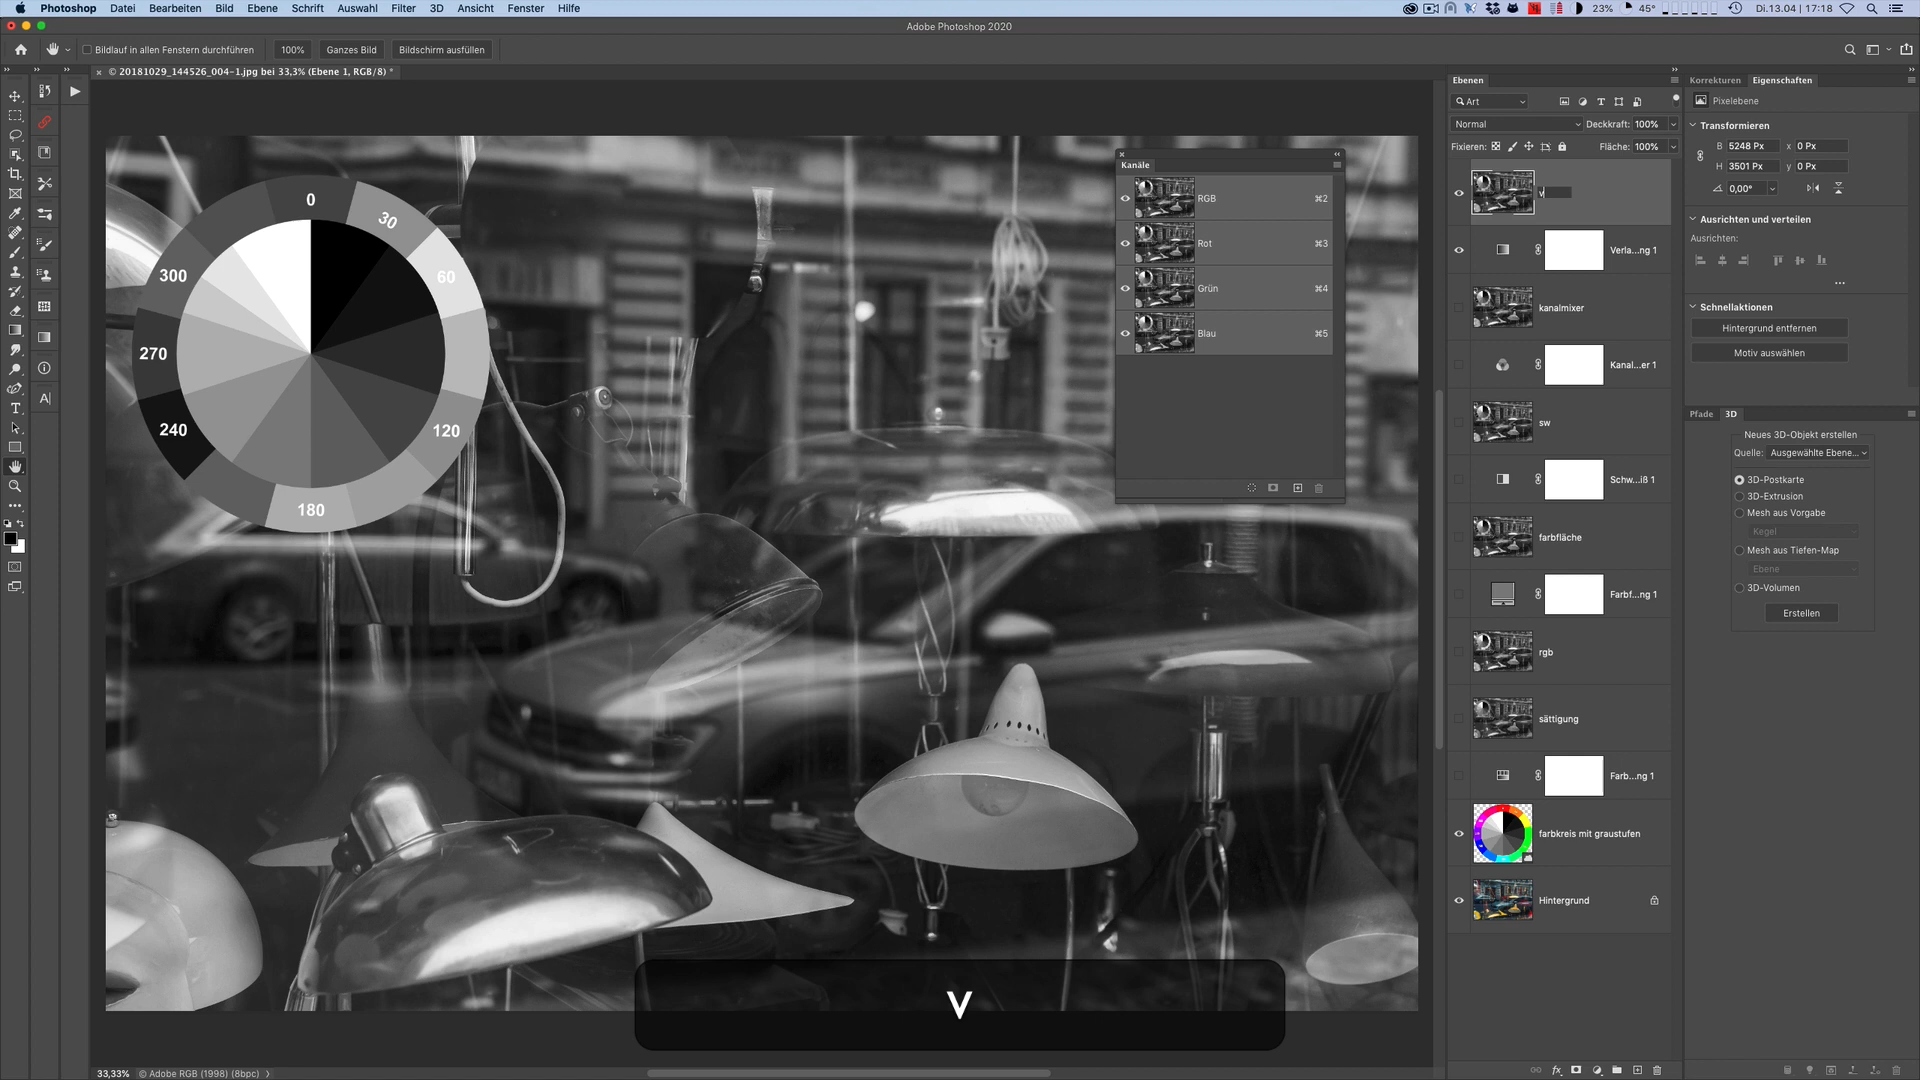 Photoshop Datei Bearbeiten Bild Ebene Schrift Auswahl Filter 3D Ansicht Fenster Hilfe 23% 45° Di.13.04 | 17:18
Adobe Photoshop 2020
Bildlauf in allen Fenstern durchführen 100% Ganzes Bild Bildschirm ausfüllen
© 20181029_144526_004-1.jpg bei 33,3% (Ebene 1, RGB/8) *
0
30
60
120
180
240
270
300
Kanäle
RGB ⌘2
Rot ⌘3
Grün ⌘4
Blau ⌘5
v
33,33% © Adobe RGB (1998) (8bpc)
Ebenen
Art
Normal Deckkraft: 100%
Fixieren: Fläche: 100%
v
Verla...ng 1
kanalmixer
Kanal...er 1
sw
Schw...iß 1
farbfläche
Farbf...ng 1
rgb
sättigung
Farb...ng 1
farbkreis mit graustufen
Hintergrund
Korrekturen Eigenschaften
Pixelebene
Transformieren
B 5248 Px x 0 Px
H 3501 Px y 0 Px
0,00°
Ausrichten und verteilen
Ausrichten:
Schnellaktionen
Hintergrund entfernen
Motiv auswählen
Pfade 3D
Neues 3D-Objekt erstellen
Quelle: Ausgewählte Ebene...
3D-Postkarte
3D-Extrusion
Mesh aus Vorgabe
Kegel
Mesh aus Tiefen-Map
Ebene
3D-Volumen
Erstellen